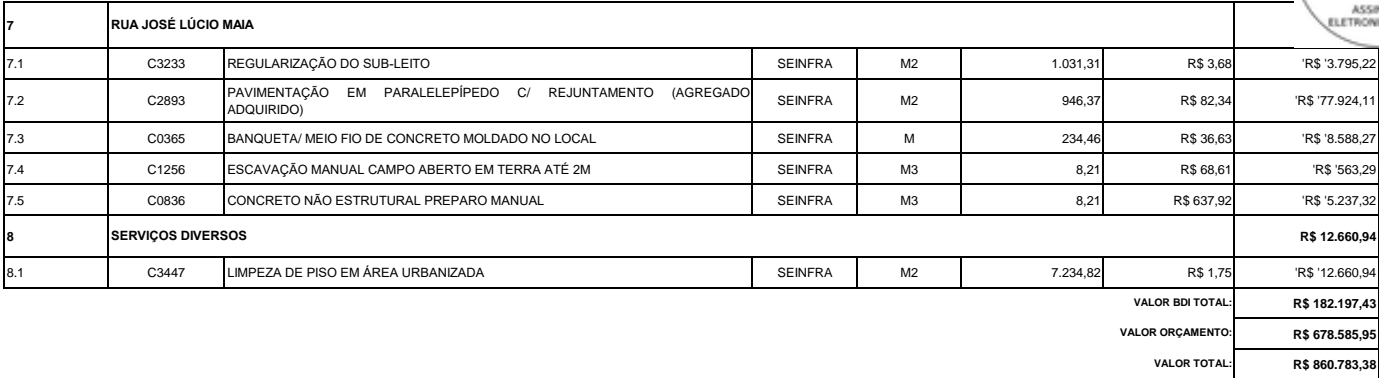 7 RUA JOSÉ LÚCIO MAIA
7.1 C3233 REGULARIZAÇÃO DO SUB-LEITO SEINFRA M2 1.031,31 R$ 3,68 'R$ '3.795,22
7.2 C2893 PAVIMENTAÇÃO EM PARALELEPÍPEDO C/ REJUNTAMENTO (AGREGADO
ADQUIRIDO) SEINFRA M2 946,37 R$ 82,34 'R$ '77.924,11
7.3 C0365 BANQUETA/ MEIO FIO DE CONCRETO MOLDADO NO LOCAL SEINFRA M 234,46 R$ 36,63 'R$ '8.588,27
7.4 C1256 ESCAVAÇÃO MANUAL CAMPO ABERTO EM TERRA ATÉ 2M SEINFRA M3 8,21 R$ 68,61 'R$ '563,29
7.5 C0836 CONCRETO NÃO ESTRUTURAL PREPARO MANUAL SEINFRA M3 8,21 R$ 637,92 'R$ '5.237,32
8 SERVIÇOS DIVERSOS R$ 12.660,94
8.1 C3447 LIMPEZA DE PISO EM ÁREA URBANIZADA SEINFRA M2 7.234,82 R$ 1,75 'R$ '12.660,94
VALOR BDI TOTAL: R$ 182.197,43
VALOR ORÇAMENTO: R$ 678.585,95
VALOR TOTAL: R$ 860.783,38